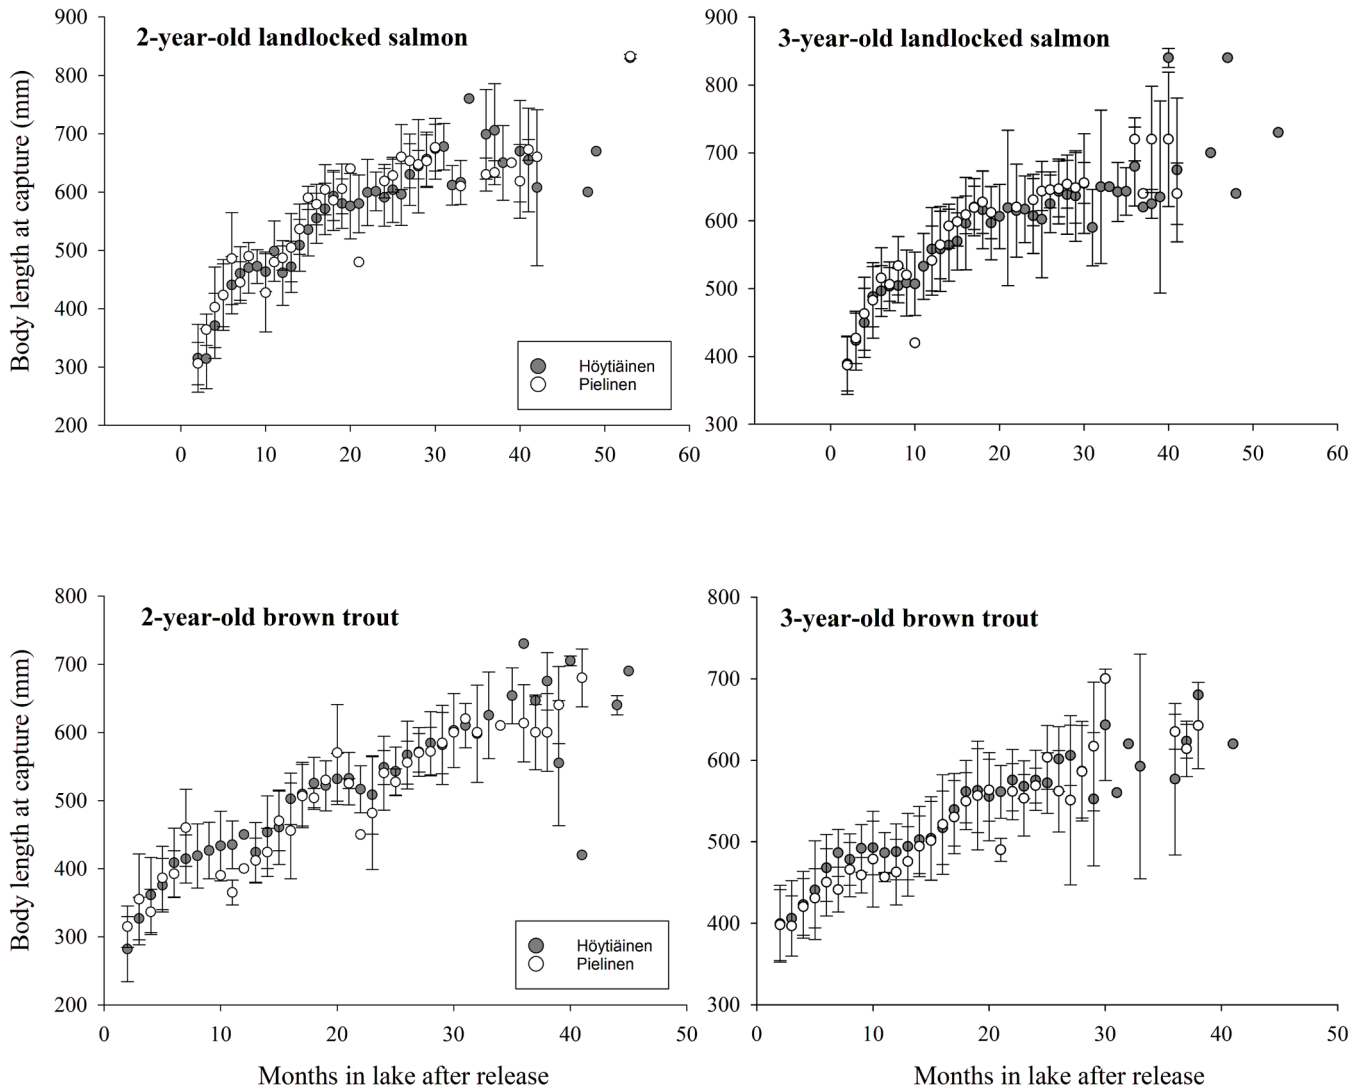 2-year-old landlocked salmon
Body length at capture (mm)
900
800
700
600
500
400
300
200
0 10 20 30 40 50 60
Höytiäinen
Pielinen
3-year-old landlocked salmon
900
800
700
600
500
400
300
0 10 20 30 40 50 60
2-year-old brown trout
Body length at capture (mm)
800
700
600
500
400
300
200
0 10 20 30 40 50
Höytiäinen
Pielinen
Months in lake after release
3-year-old brown trout
800
700
600
500
400
300
0 10 20 30 40 50
Months in lake after release